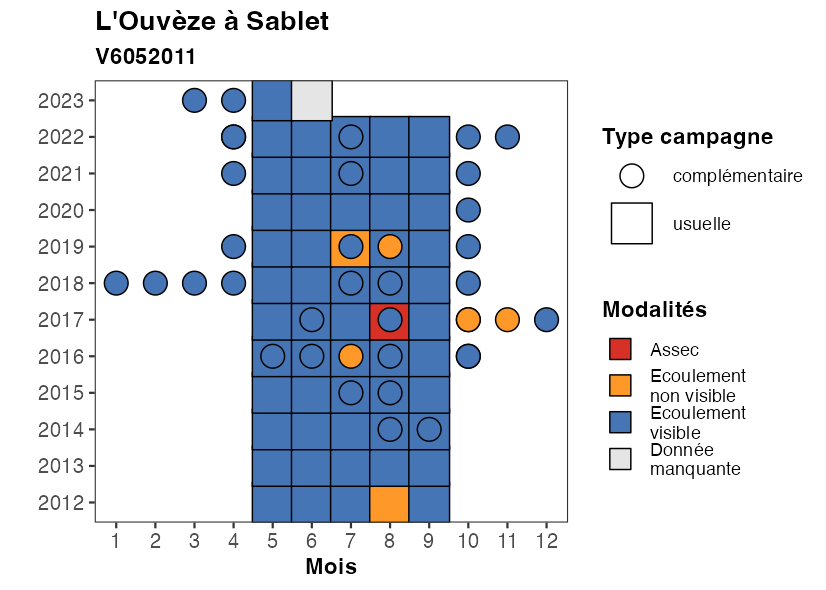 L'Ouvèze à Sablet
V6052011
2023
2022
2021
2020
2019
2018
2017
2016
2015
2014
2013
2012
1 2 3 4 5 6 7 8 9 10 11 12
Mois
Type campagne
complémentaire
usuelle
Modalités
Assec
Ecoulement
non visible
Ecoulement
visible
Donnée
manquante